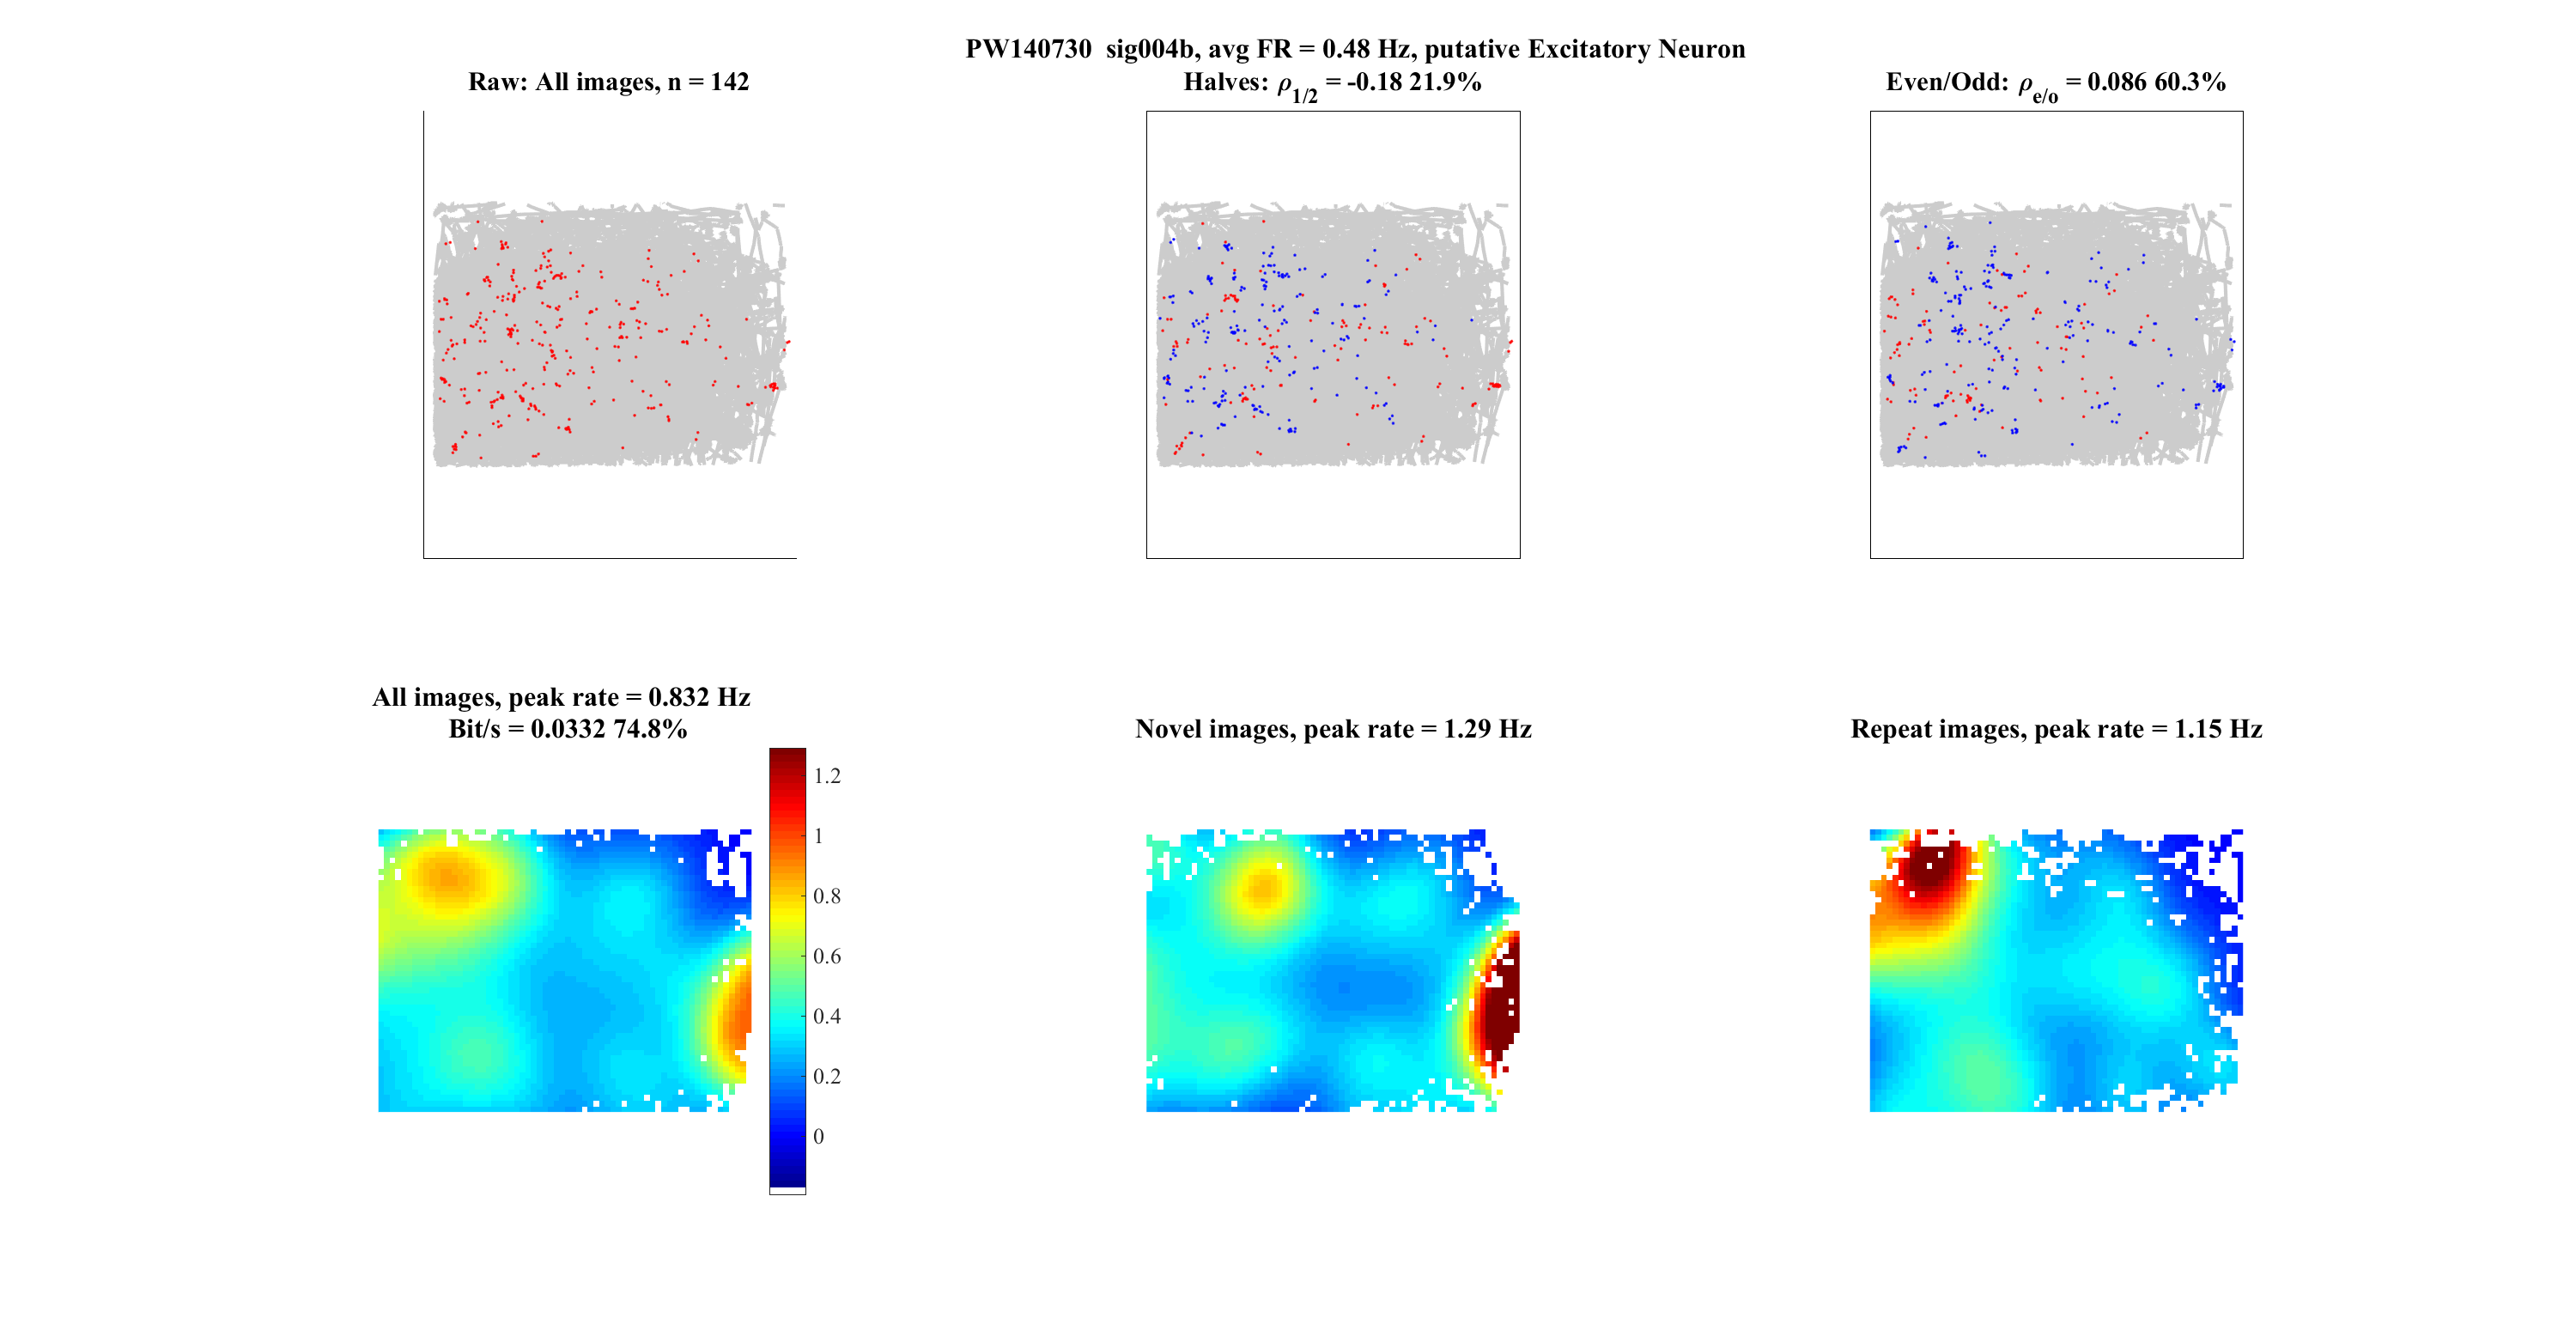 PW140730  sig004b, avg FR = 0.48 Hz, putative Excitatory Neuron
Raw: All images, n = 142
Halves: ρ1/2 = -0.18 21.9%
Even/Odd: ρe/o = 0.086 60.3%
All images, peak rate = 0.832 Hz
Bit/s = 0.0332 74.8%
Novel images, peak rate = 1.29 Hz
Repeat images, peak rate = 1.15 Hz
1.2
1
0.8
0.6
0.4
0.2
0